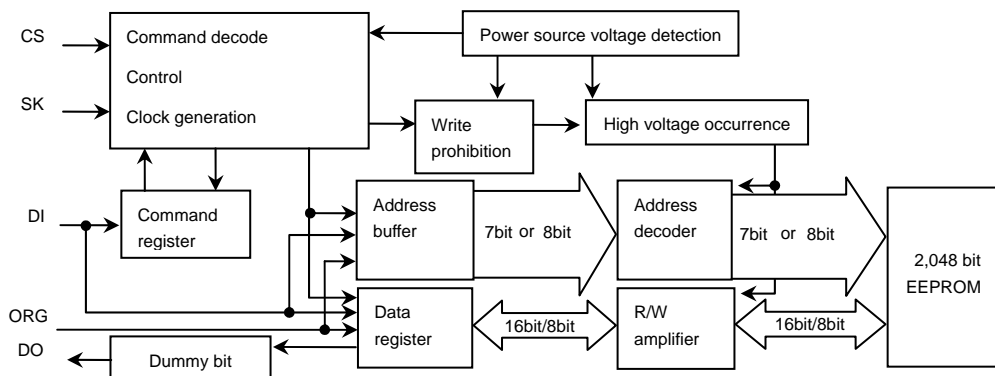 CS
Command decode
Control
Clock generation
Power source voltage detection
SK
Write
prohibition
High voltage occurrence
DI
Command
register
Address
buffer
7bit or 8bit
Address
decoder
7bit or 8bit
2,048 bit
EEPROM
ORG
Data
register
16bit/8bit
R/W
amplifier
16bit/8bit
DO
Dummy bit